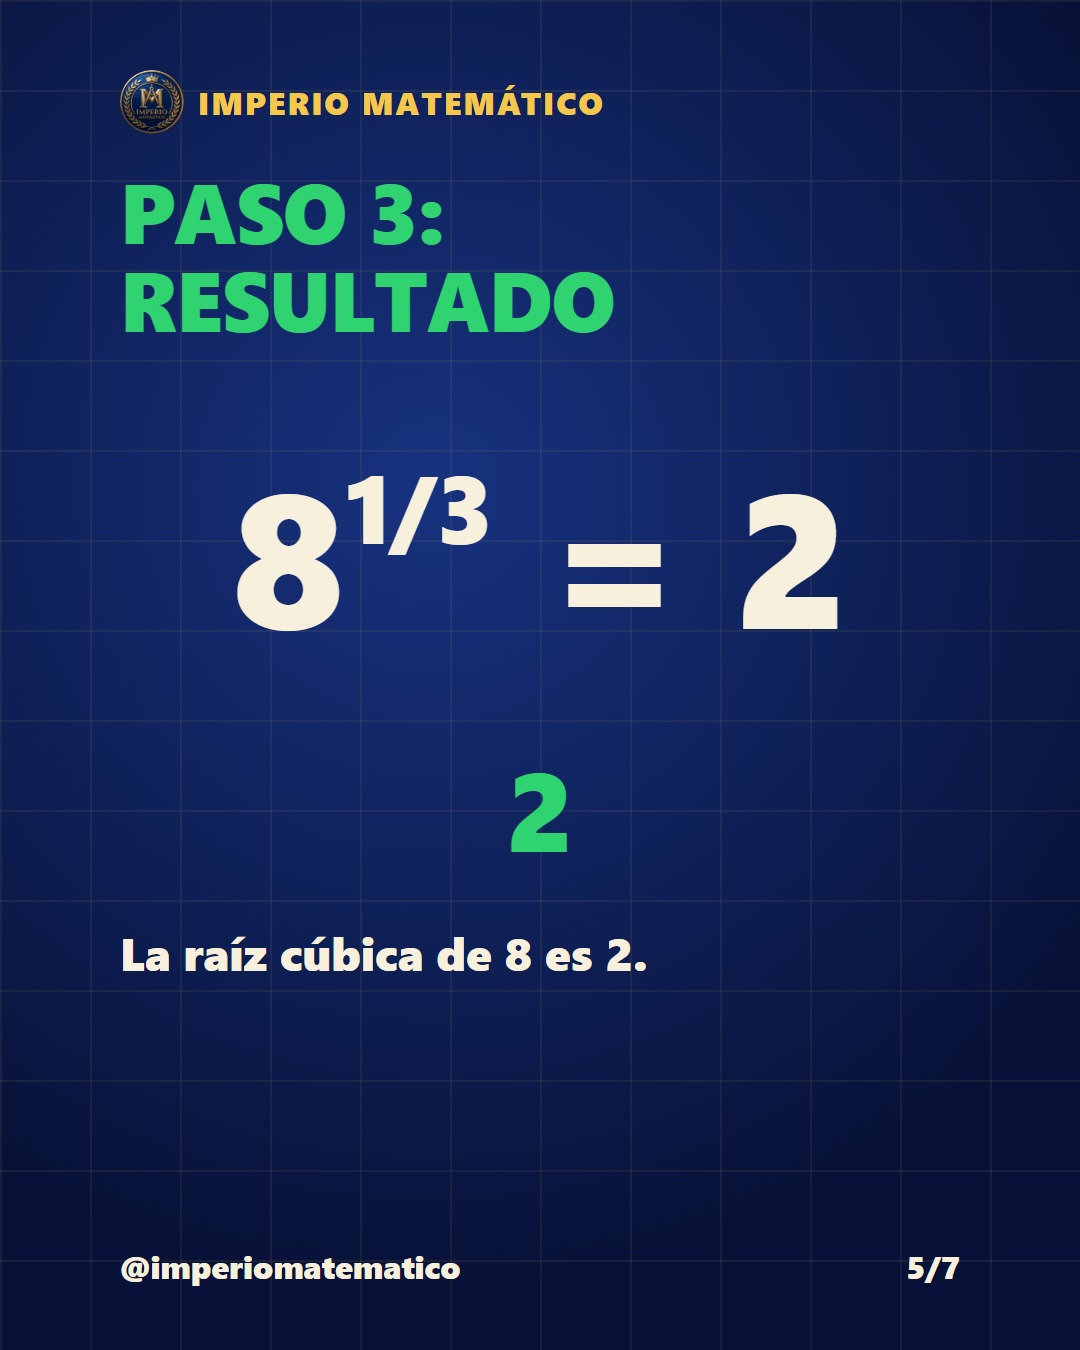 IMPERIO MATEMÁTICO
PASO 3:
RESULTADO
8^1/3 = 2
2
La raíz cúbica de 8 es 2.
@imperiomatematico
5/7